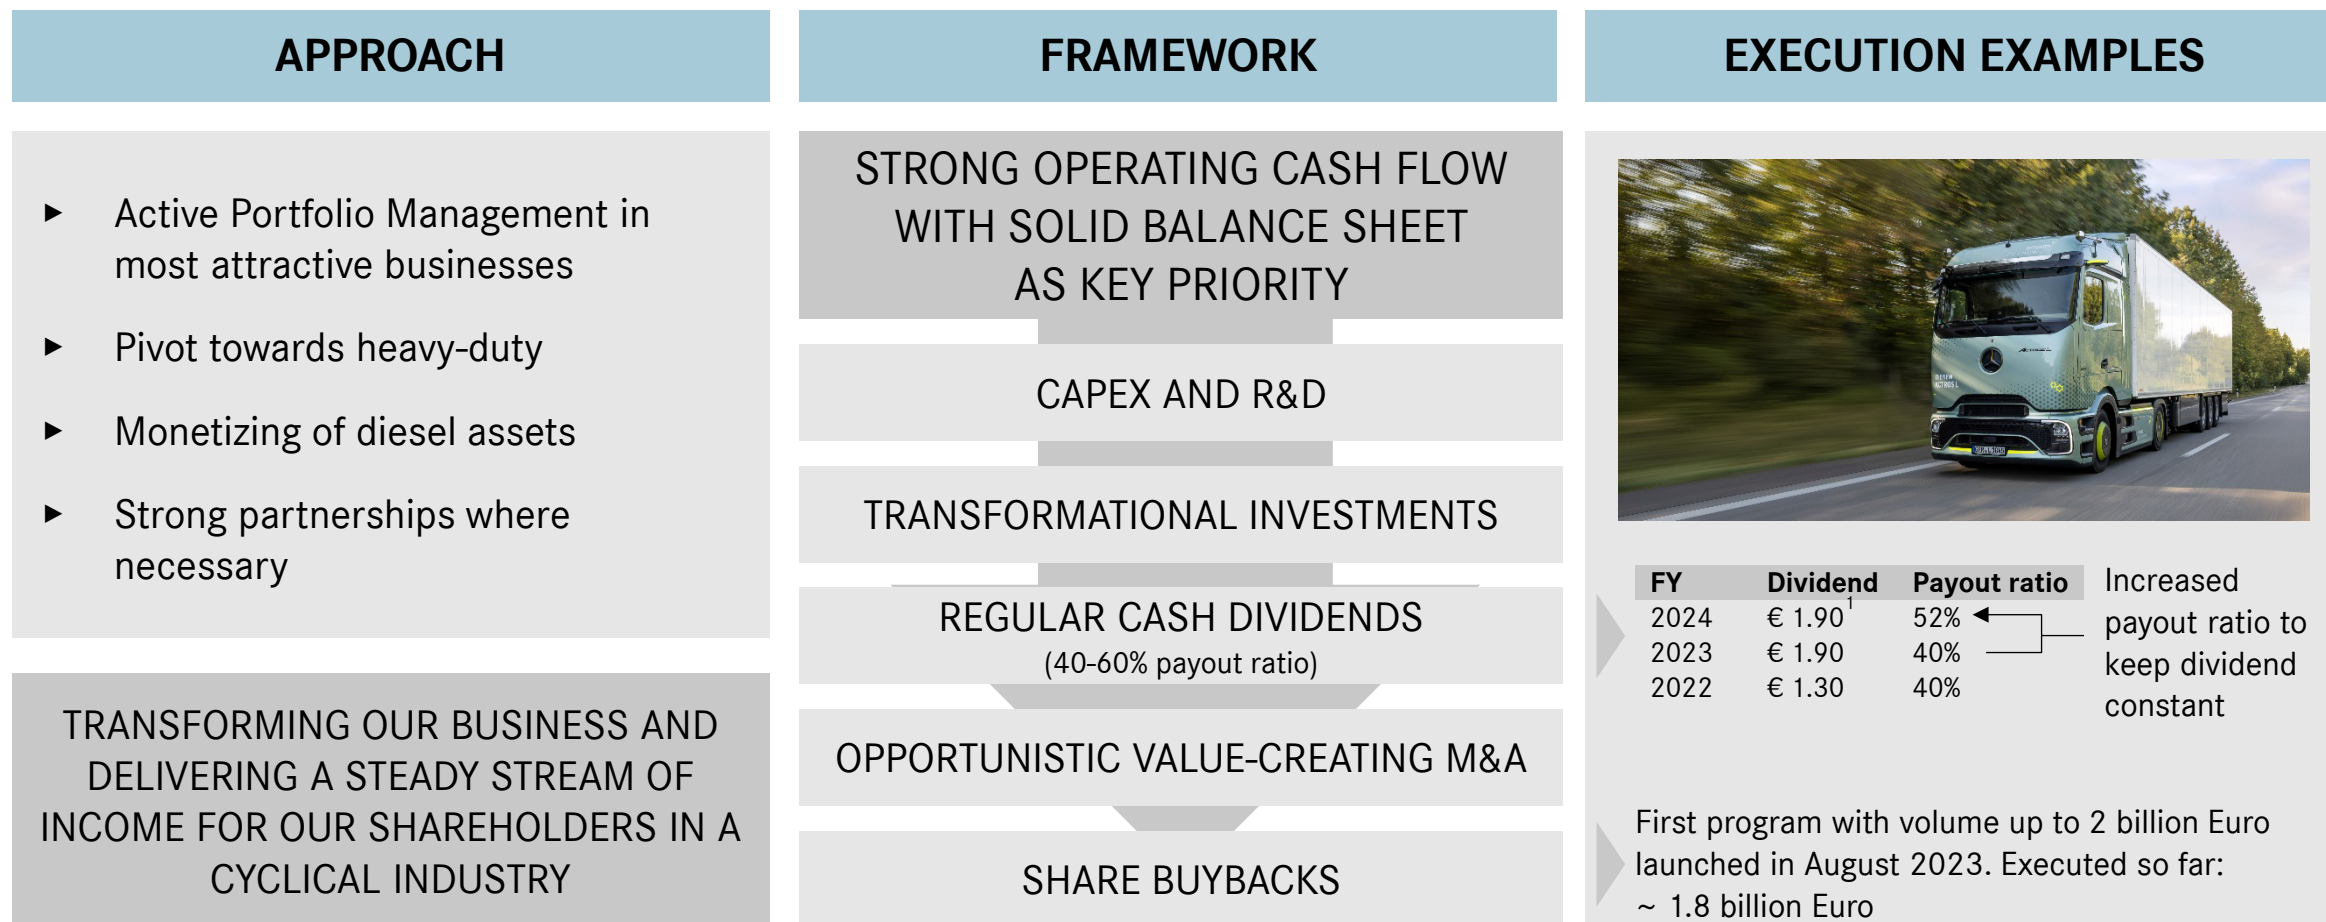 APPROACH
► Active Portfolio Management in
most attractive businesses
► Pivot towards heavy-duty
► Monetizing of diesel assets
► Strong partnerships where
necessary
TRANSFORMING OUR BUSINESS AND
DELIVERING A STEADY STREAM OF
INCOME FOR OUR SHAREHOLDERS IN A
CYCLICAL INDUSTRY
FRAMEWORK
STRONG OPERATING CASH FLOW
WITH SOLID BALANCE SHEET
AS KEY PRIORITY
CAPEX AND R&D
TRANSFORMATIONAL INVESTMENTS
REGULAR CASH DIVIDENDS
(40-60% payout ratio)
OPPORTUNISTIC VALUE-CREATING M&A
SHARE BUYBACKS
EXECUTION EXAMPLES
FY Dividend Payout ratio
2024 € 1.90¹ 52%
2023 € 1.90 40%
2022 € 1.30 40%
Increased
payout ratio to
keep dividend
constant
First program with volume up to 2 billion Euro
launched in August 2023. Executed so far:
~ 1.8 billion Euro